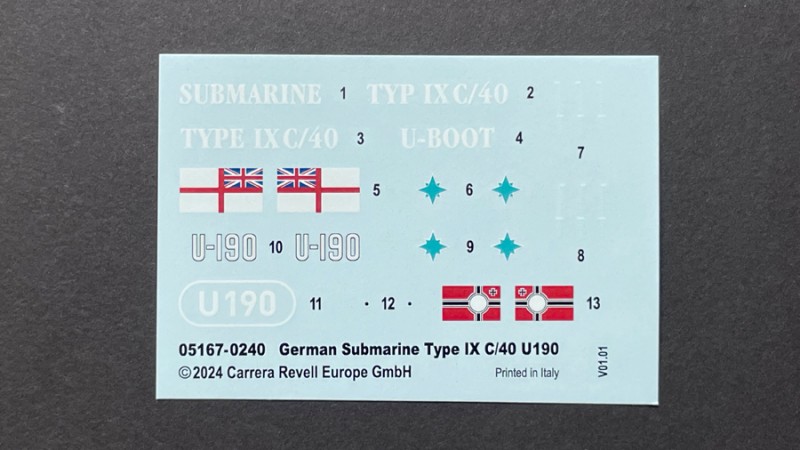 SUBMARINE 1 TYP IX C/40 2
TYPE IX C/40 3 U-BOOT 4
7
5 6
U-190 10 U-190 9
8
U190 11 12 13
05167-0240 German Submarine Type IX C/40 U190
©2024 Carrera Revell Europe GmbH Printed in Italy
V01.01